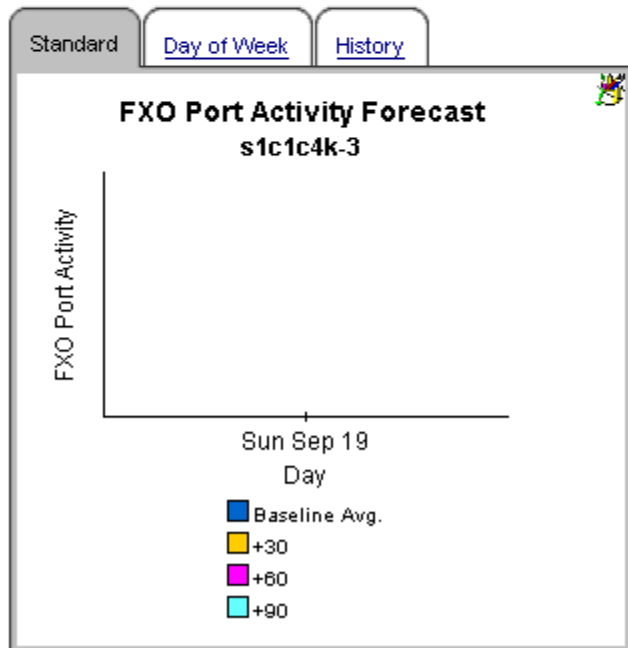 Standard
Day of Week
History
FXO Port Activity Forecast
s1c1c4k-3
FXO Port Activity
Sun Sep 19
Day
Baseline Avg.
+30
+60
+90